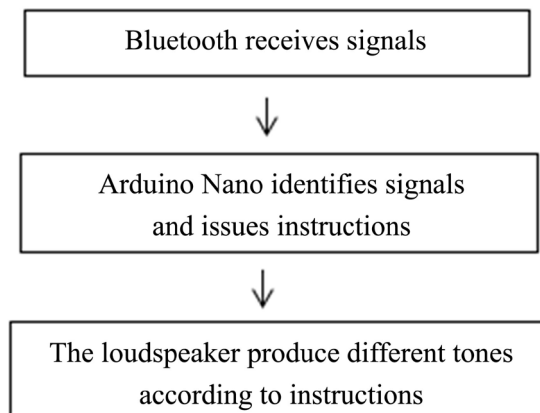 Bluetooth receives signals
Arduino Nano identifies signals
and issues instructions
The loudspeaker produce different tones
according to instructions